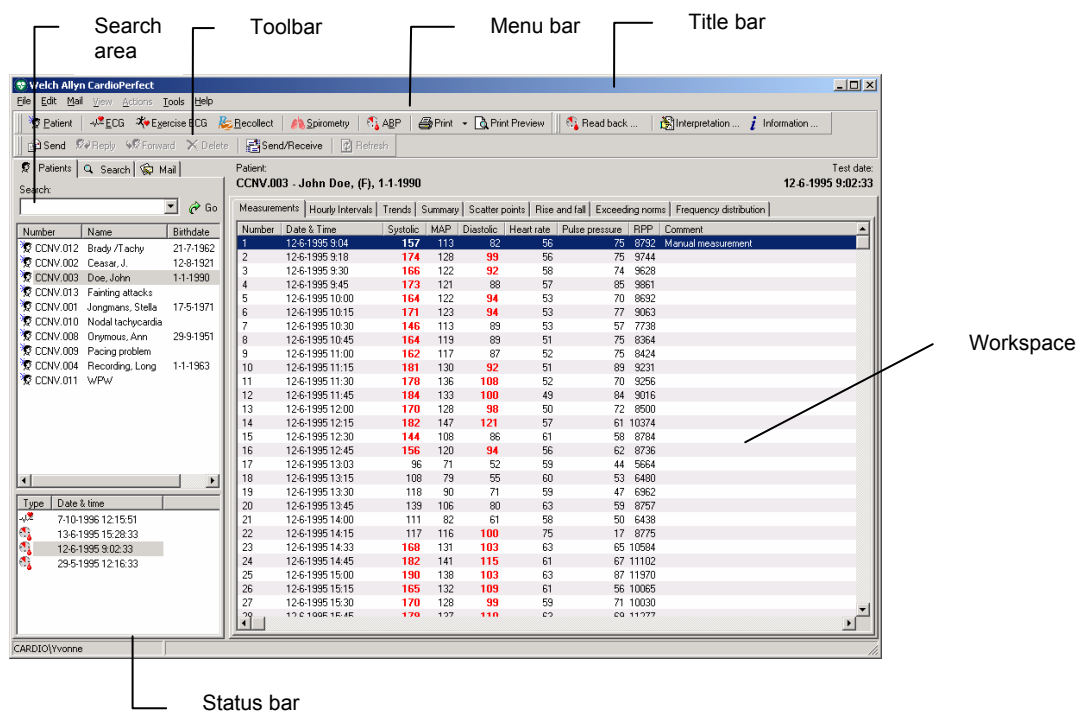 Search area
Toolbar
Menu bar
Title bar
Welch Allyn CardioPerfect
File Edit Mail View Actions Tools Help
Patient ECG Exercise ECG Recollect Spirometry ABP Print Print Preview Read back ... Interpretation ... Information ...
Send Reply Forward Delete Send/Receive Refresh
Patients Search Mail
Patient: Test date:
CCNV.003 - John Doe, (F), 1-1-1990 12-6-1995 9:02:33
Search:
Go
Measurements Hourly Intervals Trends Summary Scatter points Rise and fall Exceeding norms Frequency distribution
Number Name Birthdate
CCNV.012 Brady /Tachy 21-7-1962
CCNV.002 Ceasar, J. 12-8-1921
CCNV.003 Doe, John 1-1-1990
CCNV.013 Fainting attacks
CCNV.001 Jongmans, Stella 17-5-1971
CCNV.010 Nodal tachycardia
CCNV.008 Onymous, Ann 29-9-1951
CCNV.009 Pacing problem
CCNV.004 Recording, Long 1-1-1963
CCNV.011 WPW
Type Date & time
7-10-1996 12:15:51
13-6-1995 15:28:33
12-6-1995 9:02:33
29-5-1995 12:16:33
Number Date & Time Systolic MAP Diastolic Heart rate Pulse pressure RPP Comment
1 12-6-1995 9:04 157 113 82 56 75 8792 Manual measurement
2 12-6-1995 9:18 174 128 99 56 75 9744
3 12-6-1995 9:30 166 122 92 58 74 9628
4 12-6-1995 9:45 173 121 88 57 85 9861
5 12-6-1995 10:00 164 122 94 53 70 8692
6 12-6-1995 10:15 171 123 94 53 77 9063
7 12-6-1995 10:30 146 113 89 53 57 7738
8 12-6-1995 10:45 164 119 89 51 75 8364
9 12-6-1995 11:00 162 117 87 52 75 8424
10 12-6-1995 11:15 181 130 92 51 89 9231
11 12-6-1995 11:30 178 136 108 52 70 9256
12 12-6-1995 11:45 184 133 100 49 84 9016
13 12-6-1995 12:00 170 128 98 50 72 8500
14 12-6-1995 12:15 182 147 121 57 61 10374
15 12-6-1995 12:30 144 108 86 61 58 8784
16 12-6-1995 12:45 156 120 94 56 62 8736
17 12-6-1995 13:03 96 71 52 59 44 5664
18 12-6-1995 13:15 108 79 55 60 53 6480
19 12-6-1995 13:30 118 90 71 59 47 6962
20 12-6-1995 13:45 139 106 80 63 59 8757
21 12-6-1995 14:00 111 82 61 58 50 6438
22 12-6-1995 14:15 117 116 100 75 17 8775
23 12-6-1995 14:33 168 131 103 63 65 10584
24 12-6-1995 14:45 182 141 115 61 67 11102
25 12-6-1995 15:00 190 138 103 63 87 11970
26 12-6-1995 15:15 165 132 109 61 56 10065
27 12-6-1995 15:30 170 128 99 59 71 10030
28 12-6-1995 15:45 179 137 110 63 69 11277
Workspace
CARDIO\Yvonne
Status bar